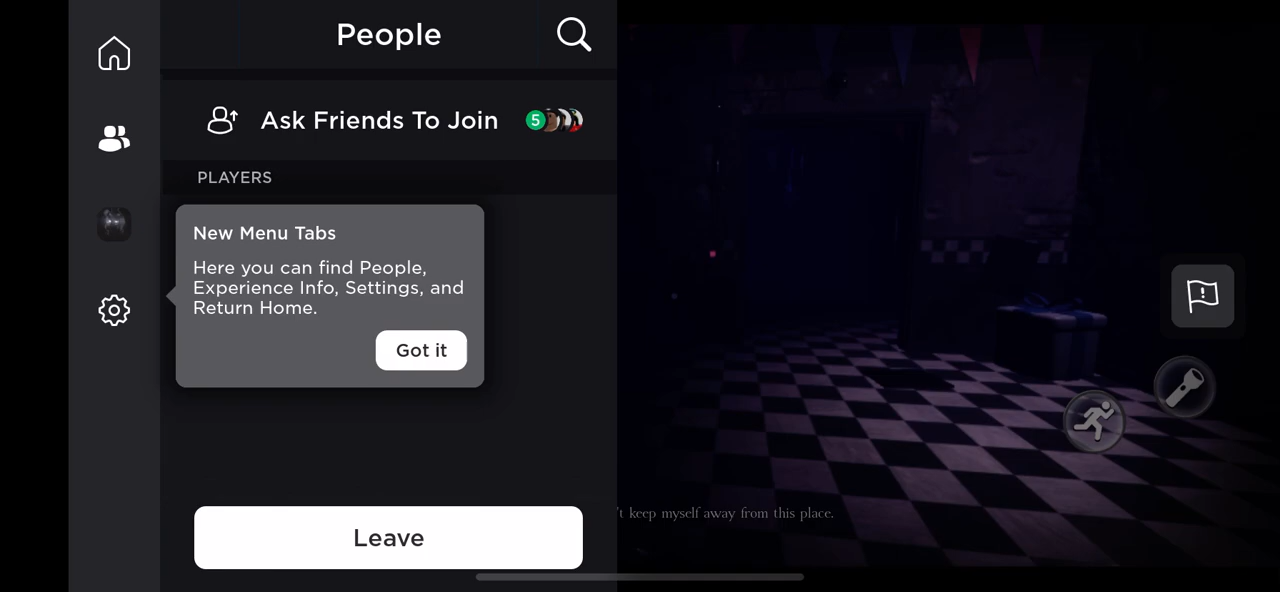 People
Ask Friends To Join
5
PLAYERS
New Menu Tabs
Here you can find People,
Experience Info, Settings, and
Return Home.
Got it
Leave
't keep myself away from this place.